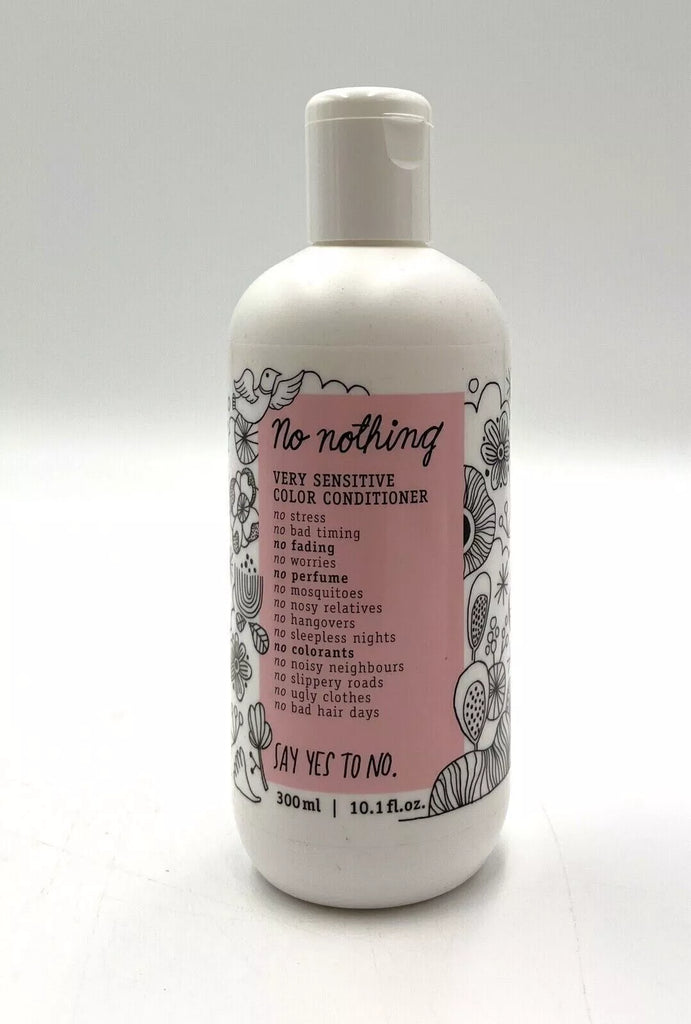 No nothing
VERY SENSITIVE
COLOR CONDITIONER
no stress
no bad timing
no fading
no worries
no perfume
no mosquitoes
no nosy relatives
no hangovers
no sleepless nights
no colorants
no noisy neighbours
no slippery roads
no ugly clothes
no bad hair days
SAY YES TO NO.
300ml | 10.1fl.oz.